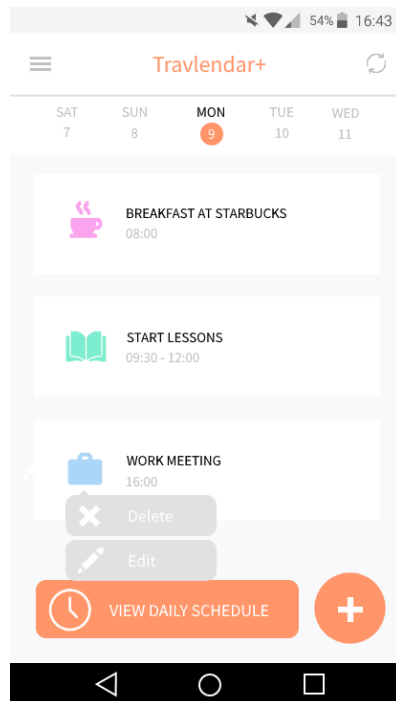 54% 16:43
Travlendar+
SAT SUN MON TUE WED
7 8 9 10 11
BREAKFAST AT STARBUCKS
08:00
START LESSONS
09:30 - 12:00
WORK MEETING
16:00
Delete
Edit
VIEW DAILY SCHEDULE